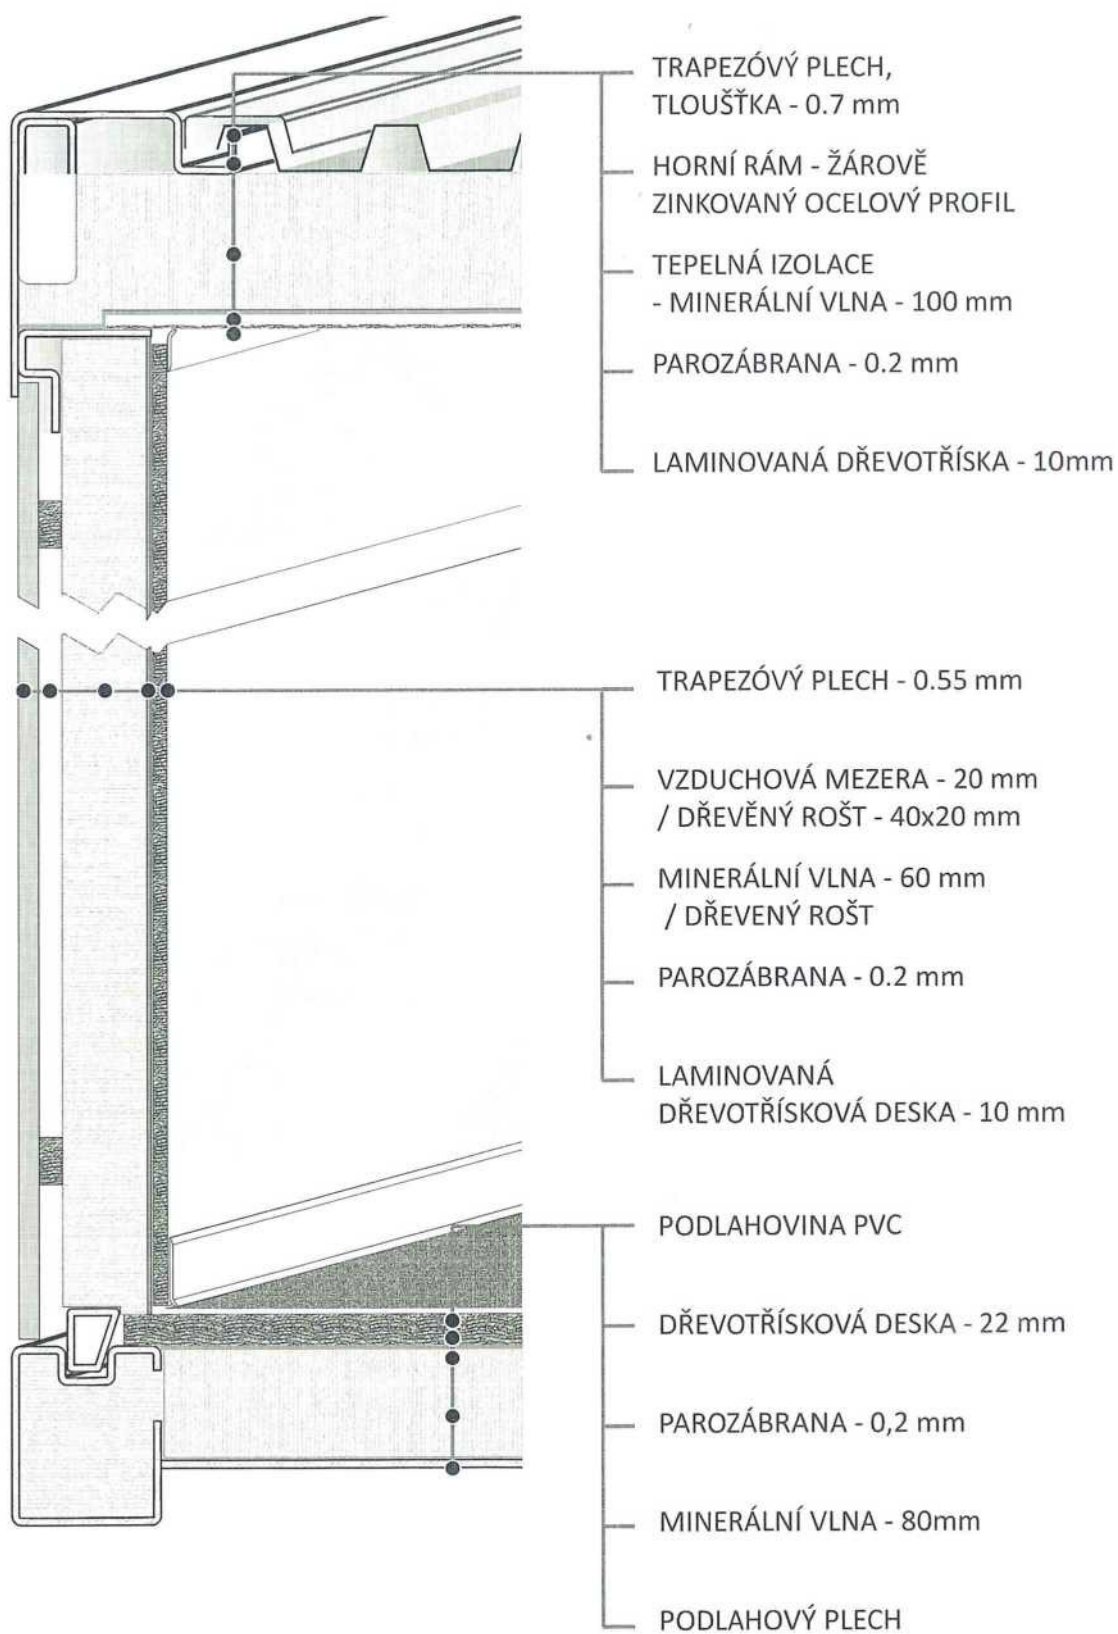 TRAPEZÓVÝ PLECH,
TLOUŠŤKA - 0.7 mm
HORNÍ RÁM - ŽÁROVĚ
ZINKOVANÝ OCELOVÝ PROFIL
TEPELNÁ IZOLACE
- MINERÁLNÍ VLNA - 100 mm
PAROZÁBRANA - 0.2 mm
LAMINOVANÁ DŘEVOTŘÍSKA - 10mm
TRAPEZÓVÝ PLECH - 0.55 mm
VZDUCHOVÁ MEZERA - 20 mm
/ DŘEVĚNÝ ROŠT - 40x20 mm
MINERÁLNÍ VLNA - 60 mm
/ DŘEVENÝ ROŠT
PAROZÁBRANA - 0.2 mm
LAMINOVANÁ
DŘEVOTŘÍSKOVÁ DESKA - 10 mm
PODLAHOVINA PVC
DŘEVOTŘÍSKOVÁ DESKA - 22 mm
PAROZÁBRANA - 0,2 mm
MINERÁLNÍ VLNA - 80mm
PODLAHOVÝ PLECH